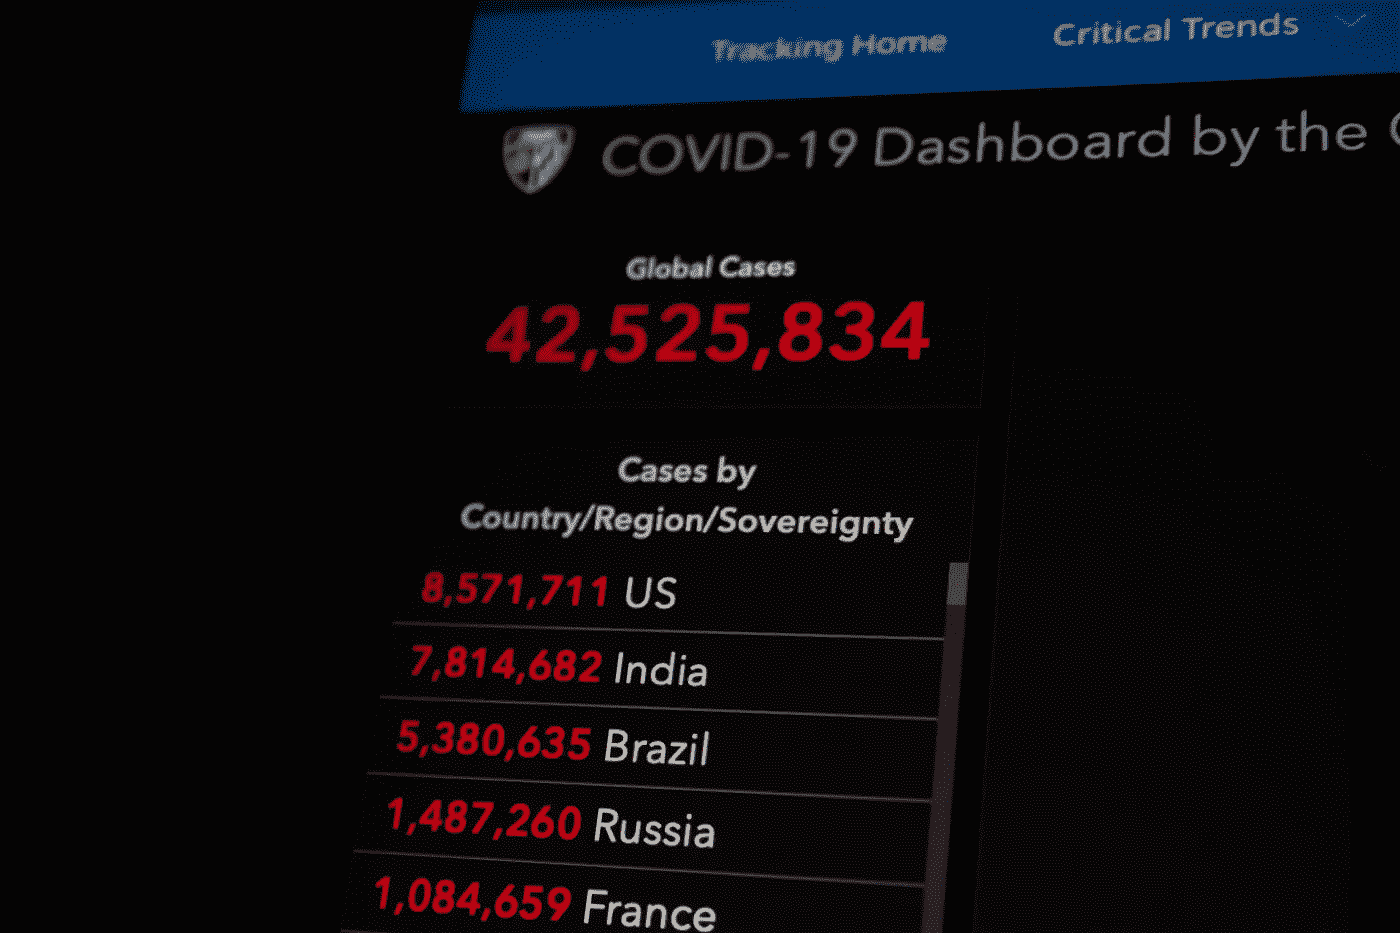 Tracking Home Critical Trends
COVID-19 Dashboard by the
Global Cases
42,525,834
Cases by
Country/Region/Sovereignty
8,571,711 US
7,814,682 India
5,380,635 Brazil
1,487,260 Russia
1,084,659 France